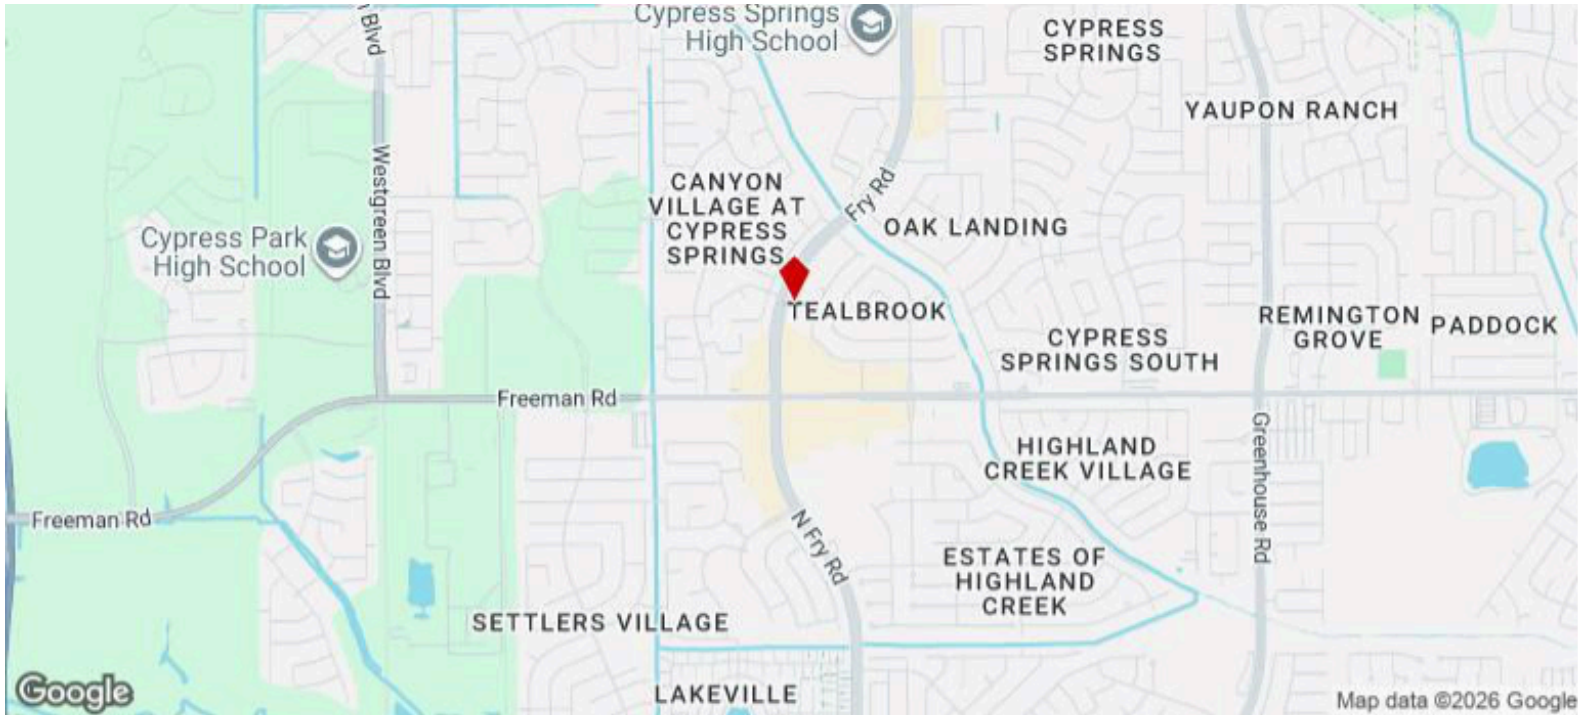 Cypress Springs
High School
n Blvd
CYPRESS
SPRINGS
YAUPON RANCH
Westgreen Blvd
CANYON
VILLAGE AT
CYPRESS
SPRINGS
Fry Rd
OAK LANDING
Cypress Park
High School
TEALBROOK
CYPRESS
SPRINGS SOUTH
REMINGTON
GROVE
PADDOCK
Freeman Rd
HIGHLAND
CREEK VILLAGE
Greenhouse Rd
Freeman Rd
N Fry Rd
ESTATES OF
HIGHLAND
CREEK
SETTLERS VILLAGE
LAKEVILLE
Google
Map data ©2026 Google